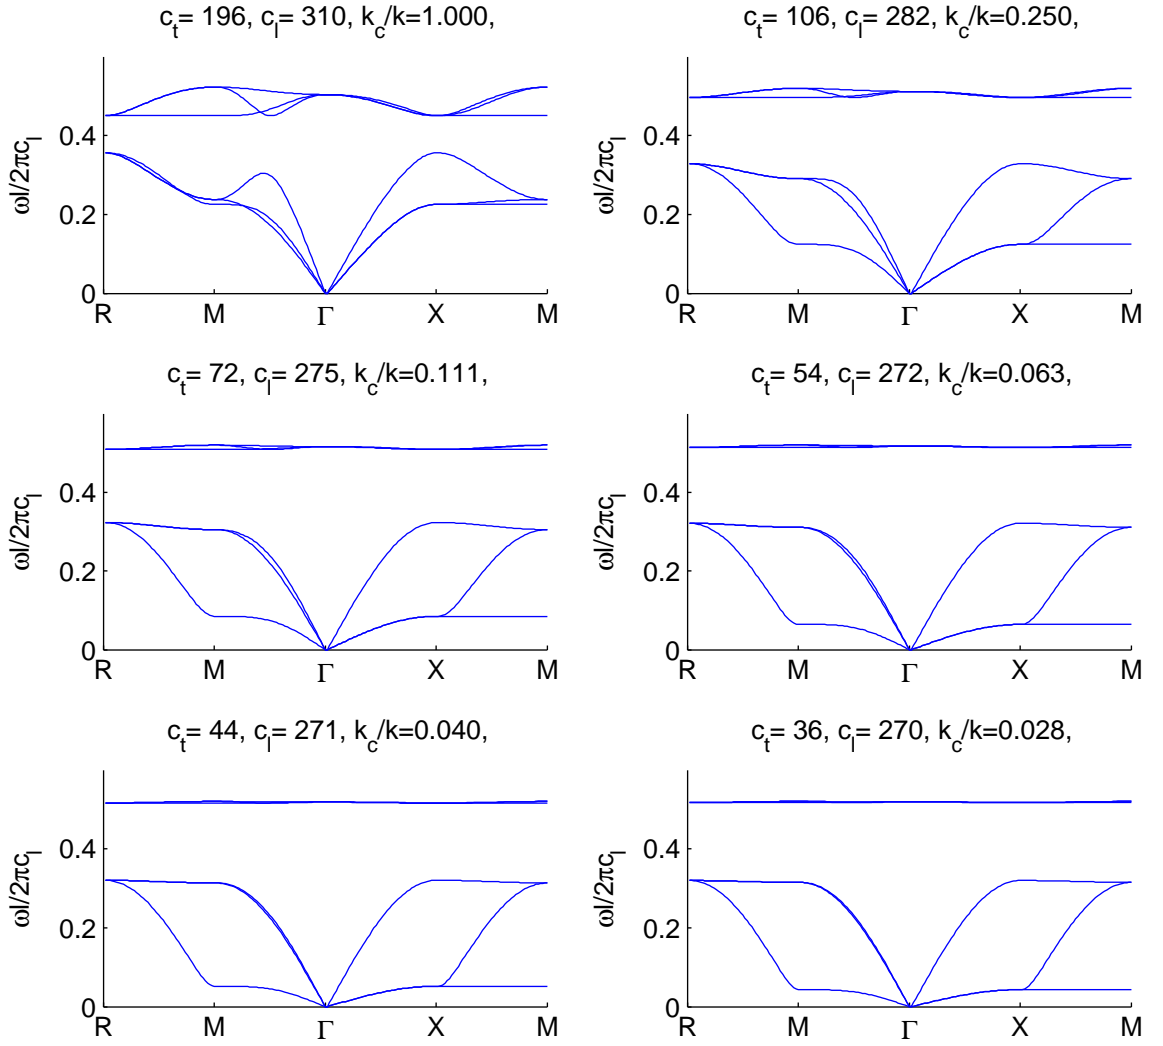 c_t= 196, c_l= 310, k_c/k=1.000,
ωl/2πc_l
0.4
0.2
0
R M Γ X M
c_t= 106, c_l= 282, k_c/k=0.250,
ωl/2πc_l
0.4
0.2
0
R M Γ X M
c_t= 72, c_l= 275, k_c/k=0.111,
ωl/2πc_l
0.4
0.2
0
R M Γ X M
c_t= 54, c_l= 272, k_c/k=0.063,
ωl/2πc_l
0.4
0.2
0
R M Γ X M
c_t= 44, c_l= 271, k_c/k=0.040,
ωl/2πc_l
0.4
0.2
0
R M Γ X M
c_t= 36, c_l= 270, k_c/k=0.028,
ωl/2πc_l
0.4
0.2
0
R M Γ X M